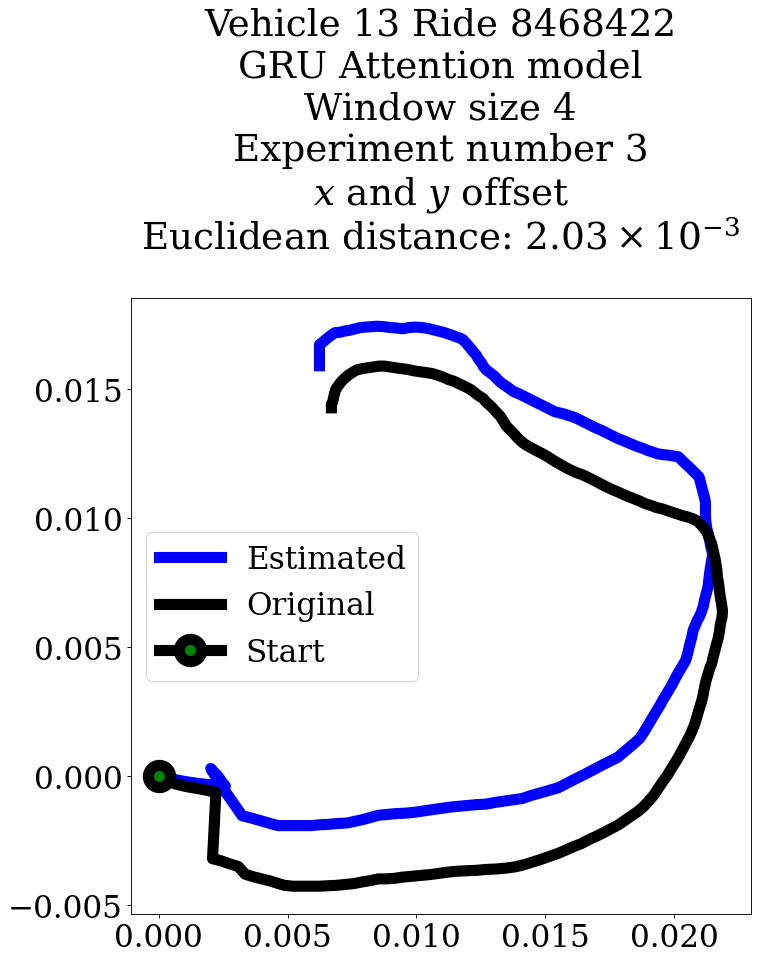 Vehicle 13 Ride 8468422
GRU Attention model
Window size 4
Experiment number 3
x and y offset
Euclidean distance: 2.03 × 10⁻³
0.015
0.010
0.005
0.000
−0.005
Estimated
Original
Start
0.000 0.005 0.010 0.015 0.020